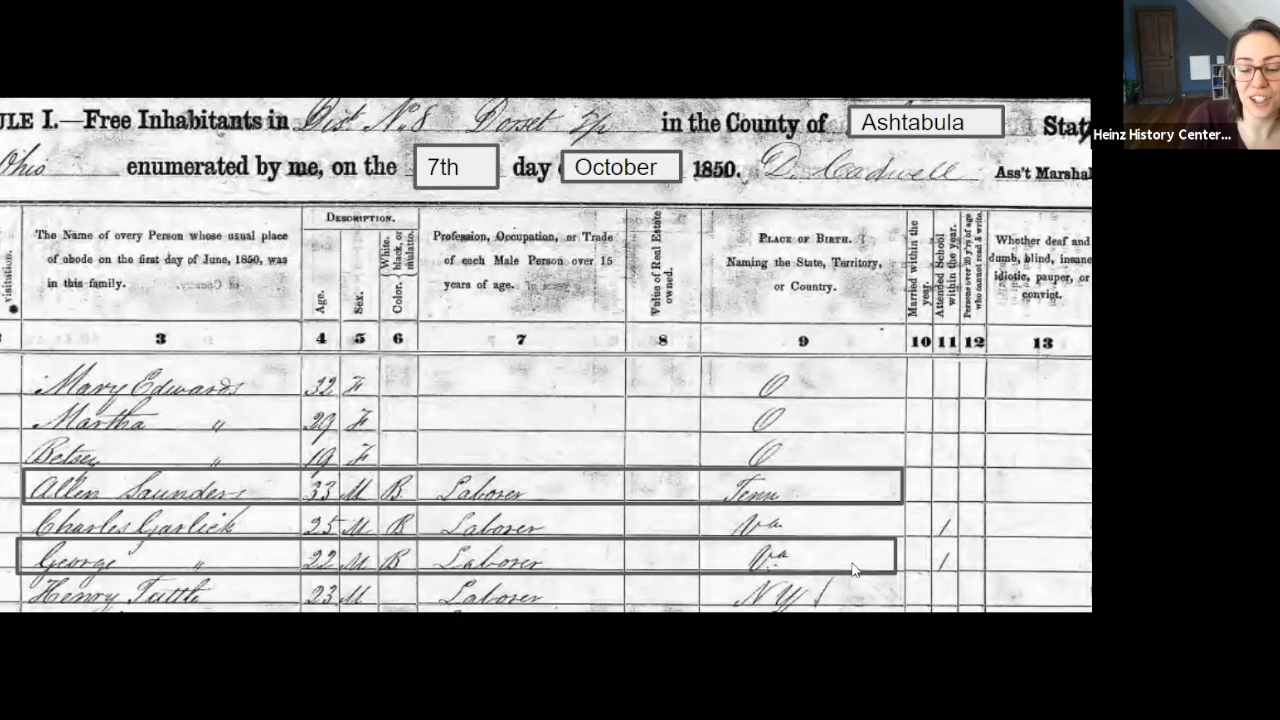 ULE I.—Free Inhabitants in Dist No. 8 Dorset T/p in the County of Ashtabula State
Ohio enumerated by me, on the 7th day October 1850. D. Cadwell Ass't Marshal
visitation.
The Name of every Person whose usual place
of abode on the first day of June, 1850, was
in this family.
DESCRIPTION.
Age.
Sex.
Color, {White, black, or mulatto.
Profession, Occupation, or Trade
of each Male Person over 15
years of age.
Value of Real Estate owned.
PLACE OF BIRTH.
Naming the State, Territory,
or Country.
Married within the year.
Attended School within the year.
Persons over 20 y'rs of age who cannot read & write.
Whether deaf and
dumb, blind, insane
idiotic, pauper, or
convict.
3 4 5 6 7 8 9 10 11 12 13
Mary Edwards 32 F O
Martha " 29 F O
Betsey " 19 F O
Allen Saunders 33 M B Laborer Tenn
Charles Garlick 25 M B Laborer Va 1
George " 22 M B Laborer Va 1
Henry Tuttle 23 M Laborer NY
Heinz History Center...